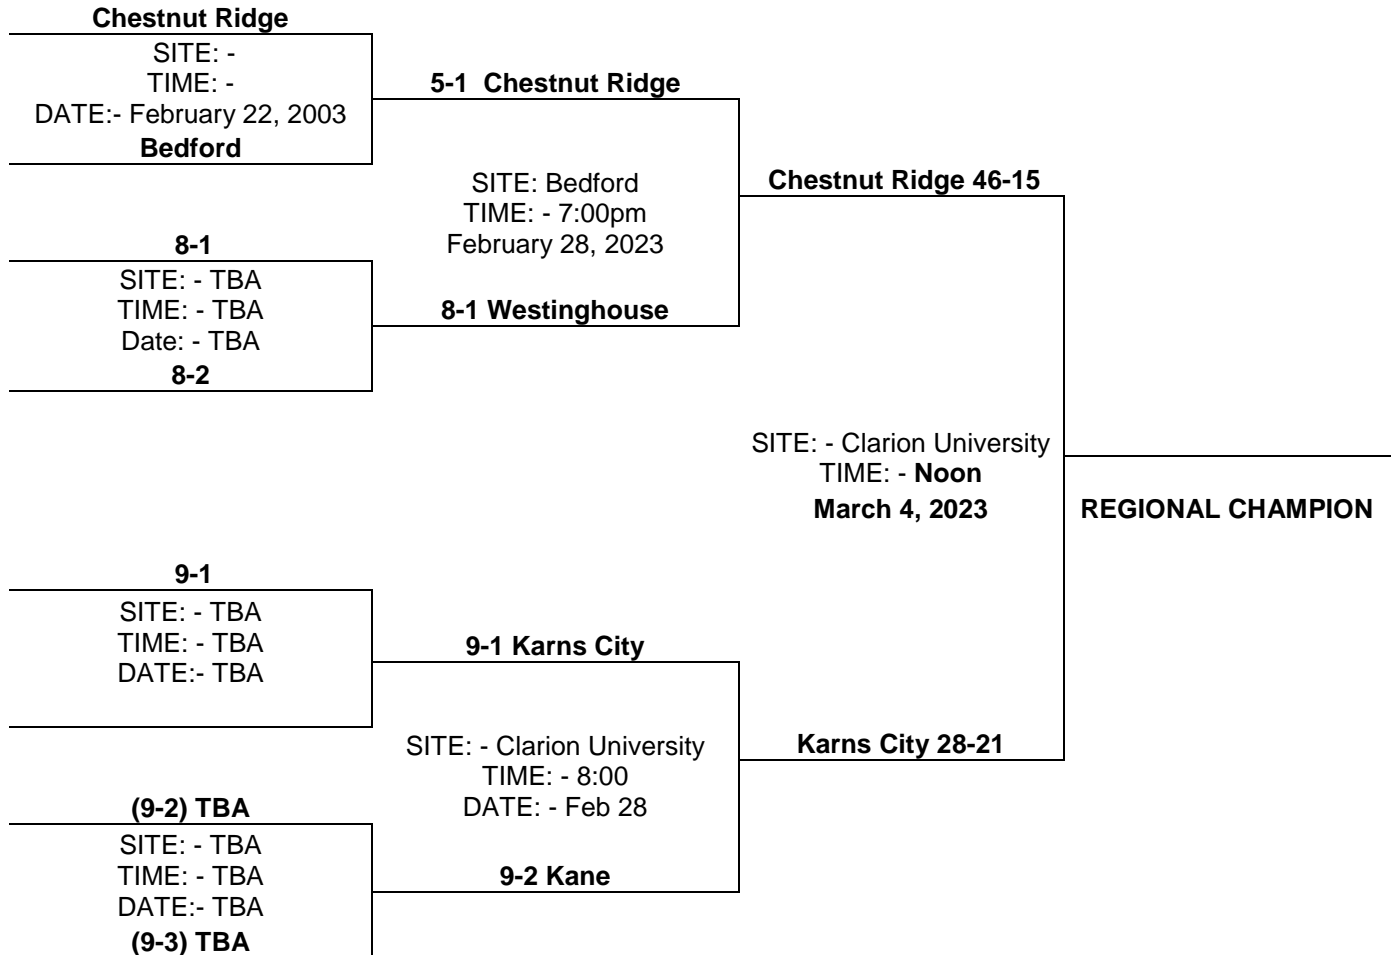 Chestnut Ridge
SITE: -
TIME: -
DATE:- February 22, 2003
Bedford
5-1  Chestnut Ridge
SITE: Bedford
TIME: - 7:00pm
February 28, 2023
8-1 Westinghouse
8-1
SITE: - TBA
TIME: - TBA
Date: - TBA
8-2
Chestnut Ridge 46-15
SITE: - Clarion University
TIME: - Noon
March 4, 2023
REGIONAL CHAMPION
9-1
SITE: - TBA
TIME: - TBA
DATE:- TBA
9-1 Karns City
SITE: - Clarion University
TIME: - 8:00
DATE: - Feb 28
9-2 Kane
Karns City 28-21
(9-2) TBA
SITE: - TBA
TIME: - TBA
DATE:- TBA
(9-3) TBA